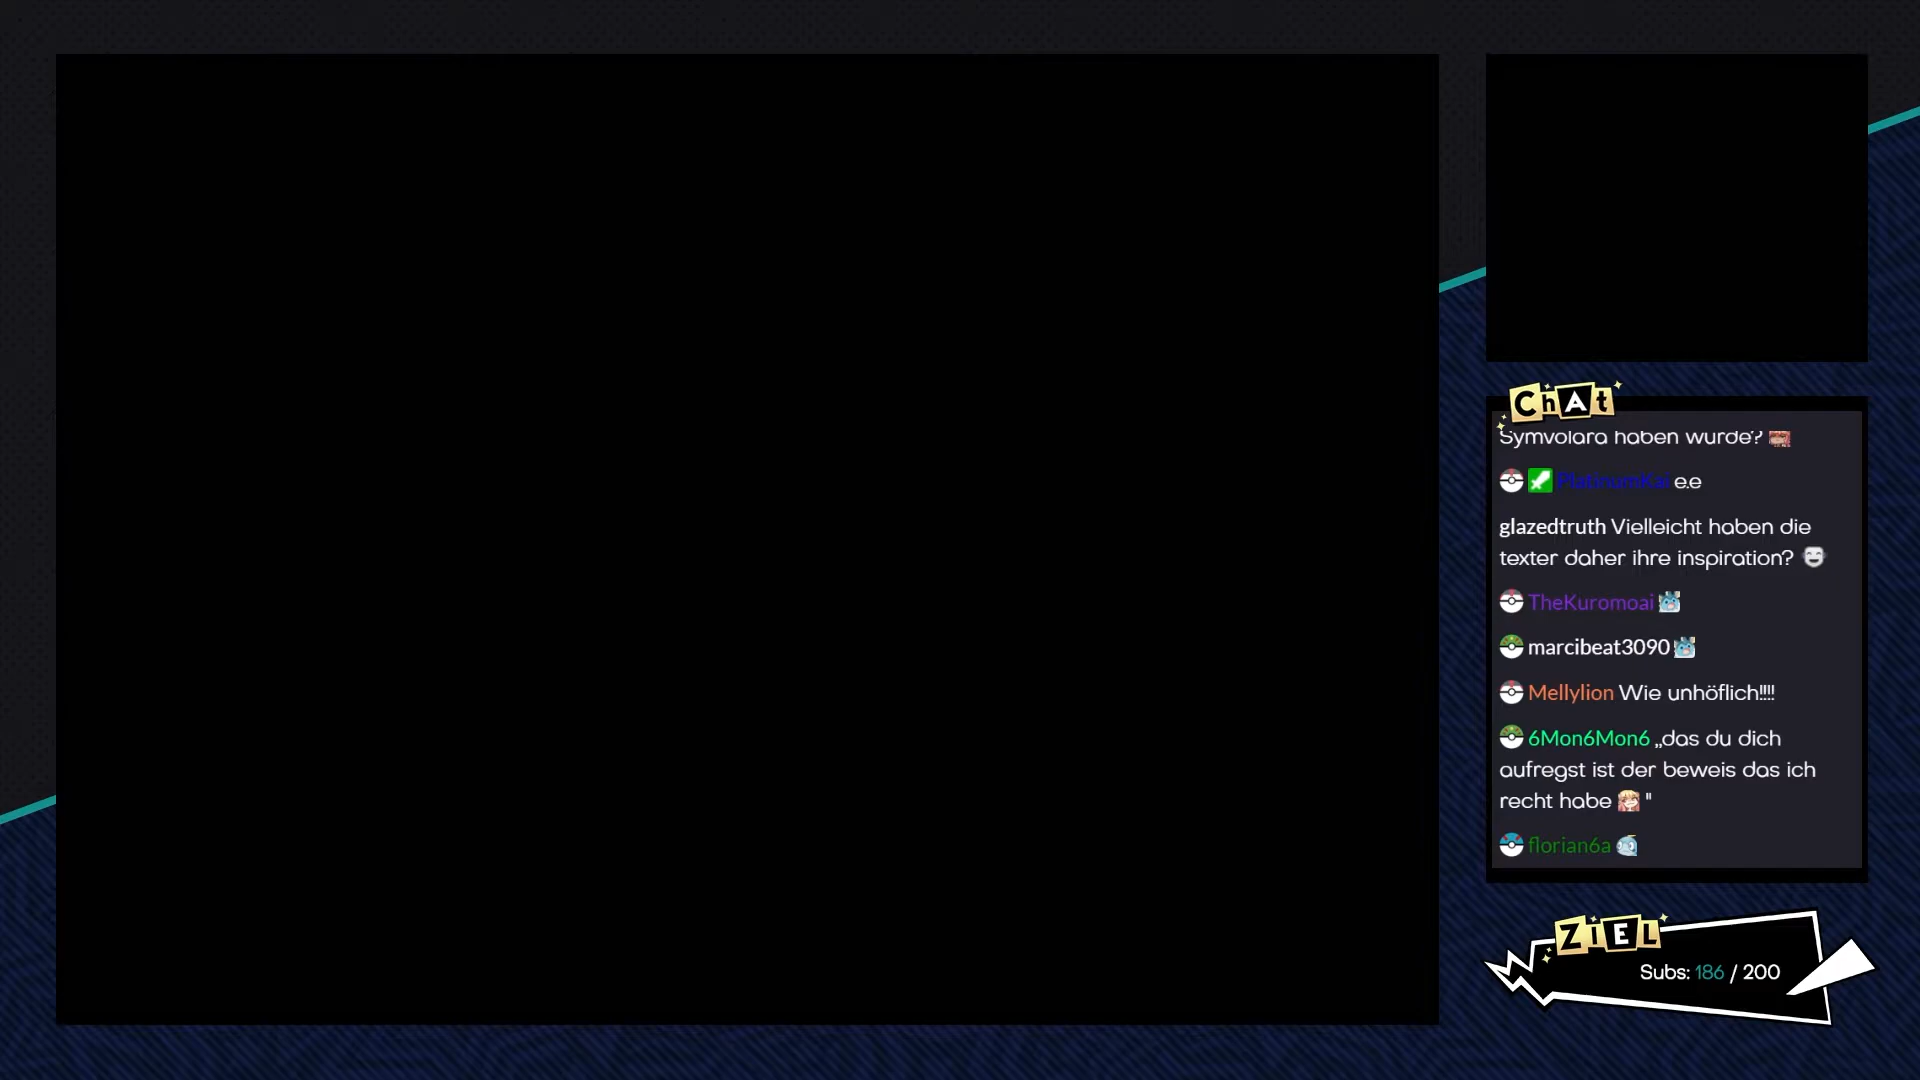 ChAt
Symvolara haben wurde?
PlatinumKai e.e
glazedtruth Vielleicht haben die
texter daher ihre inspiration?
TheKuromoai
marcibeat3090
Mellylion Wie unhöflich!!!!
6Mon6Mon6 „das du dich
aufregst ist der beweis das ich
recht habe "
florian6a
ZiEL
Subs: 186 / 200